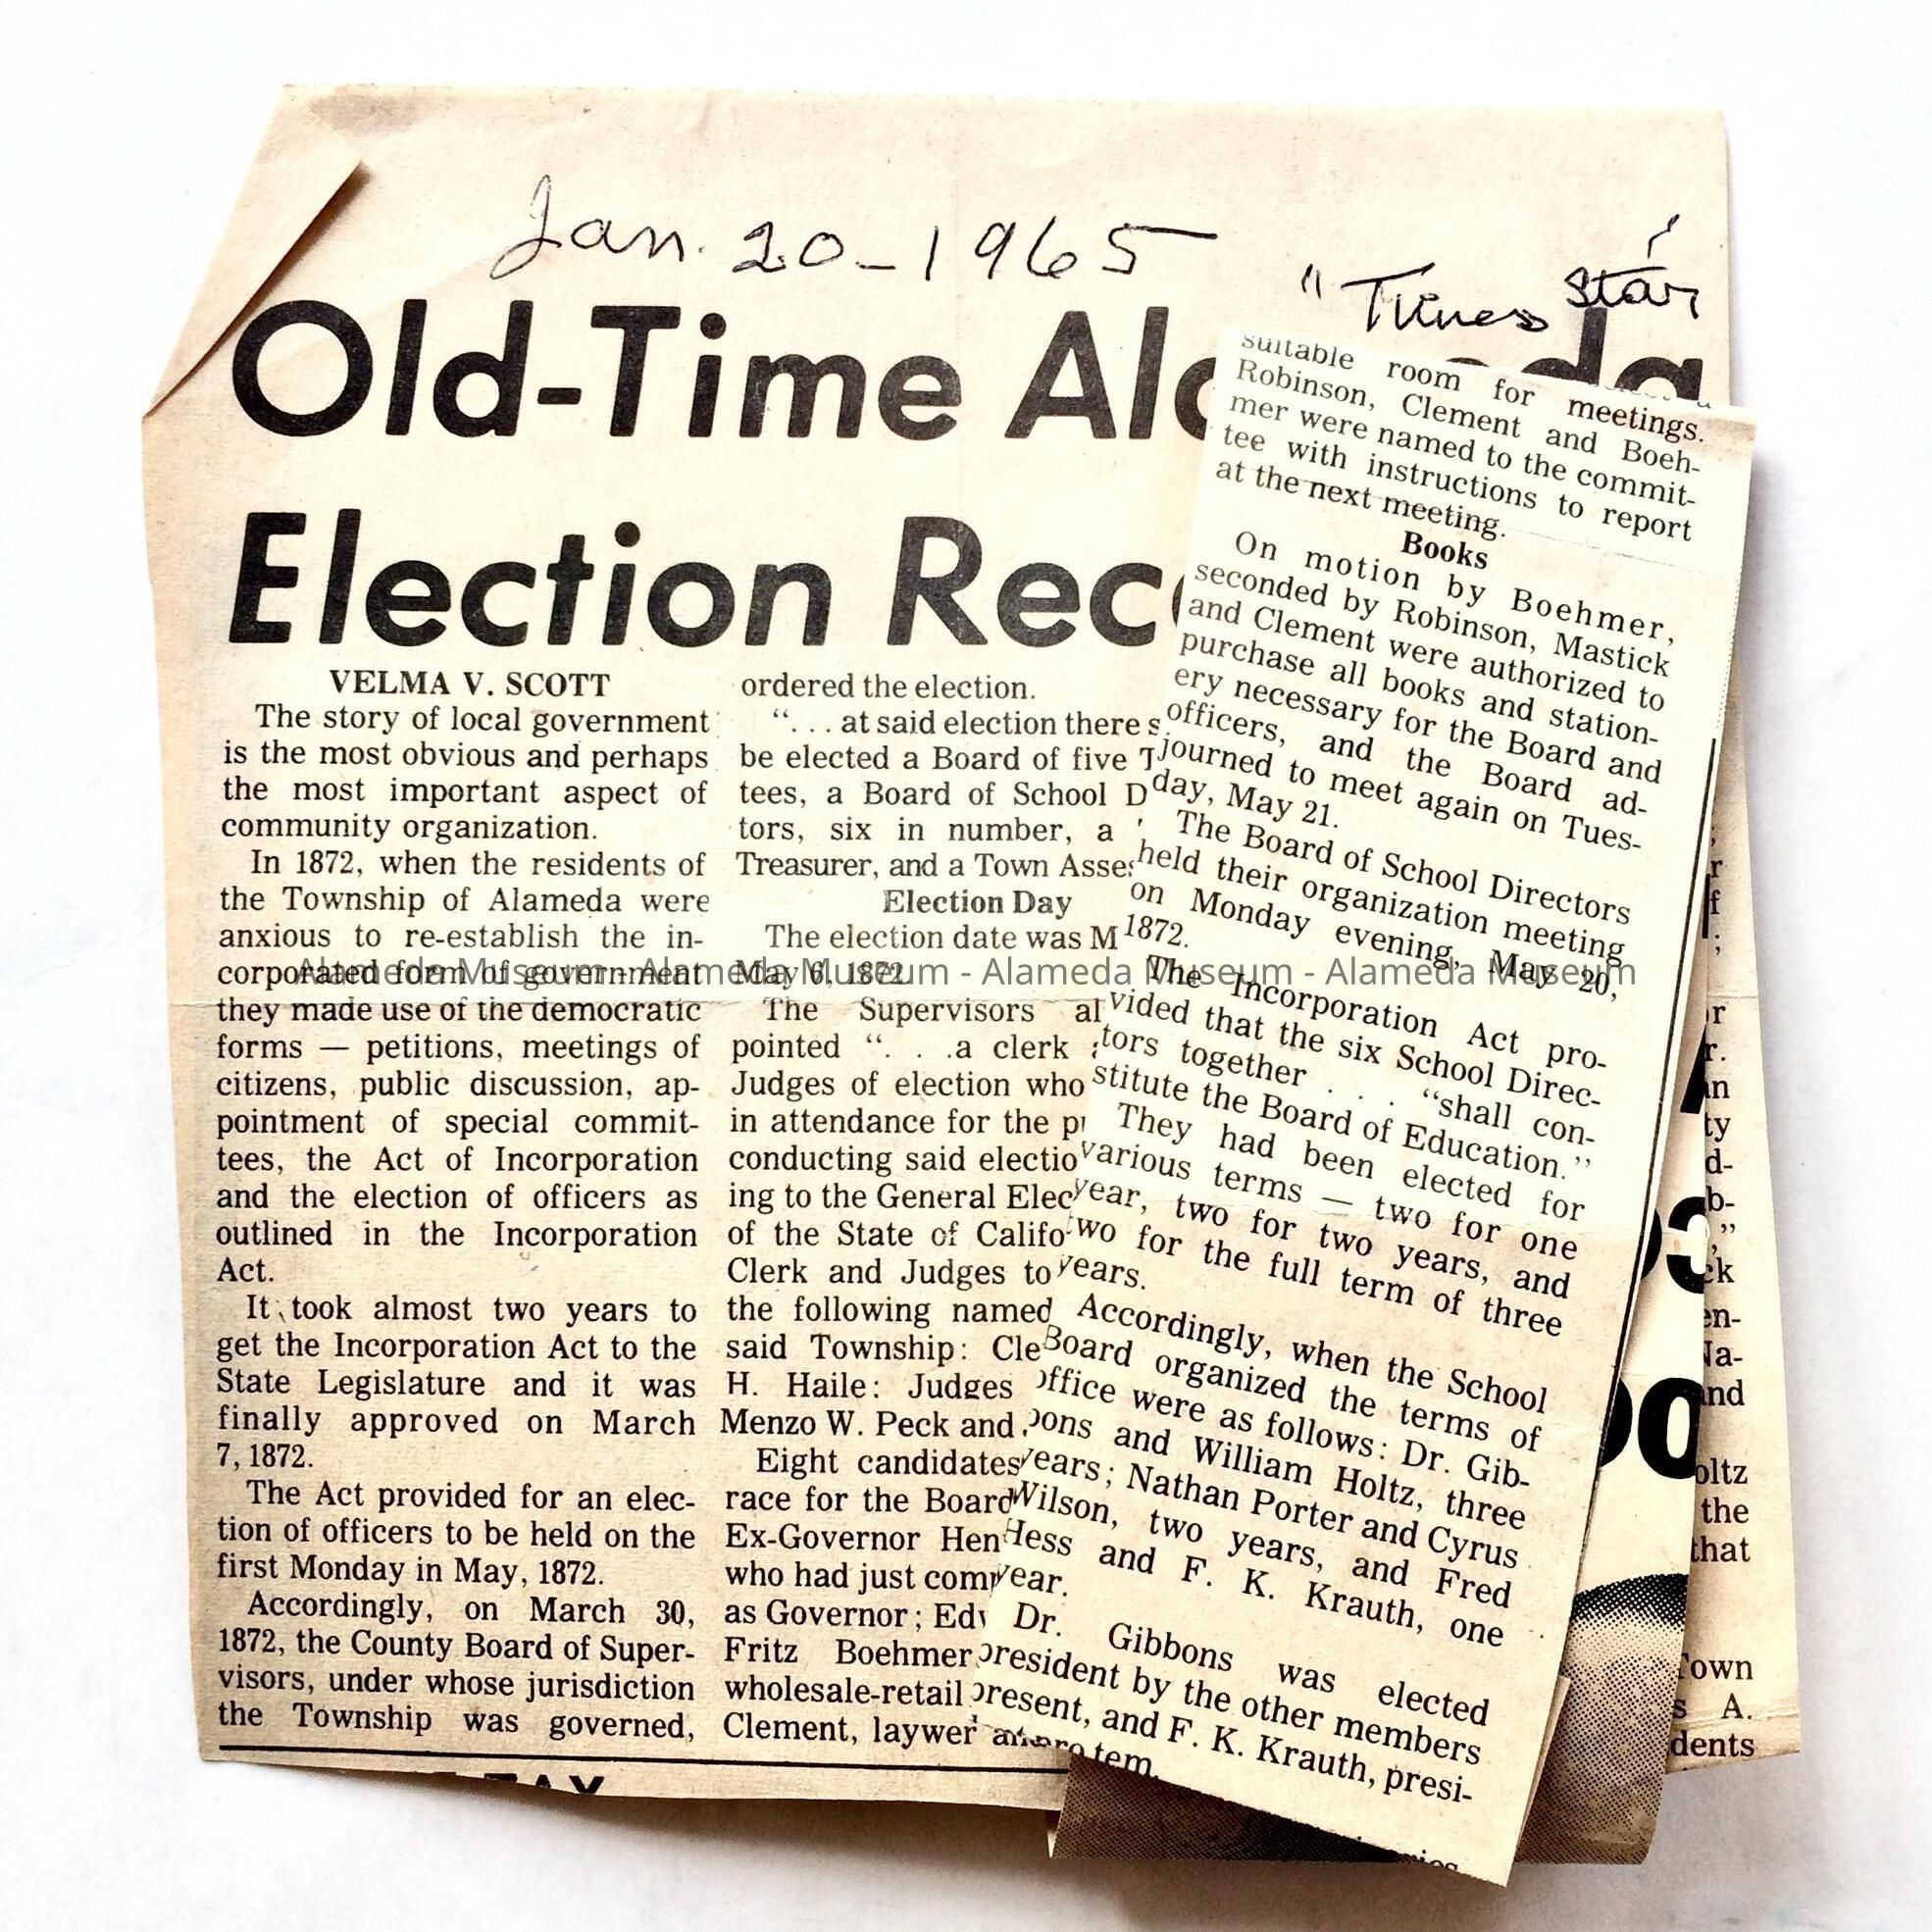 Jan. 20-1965
"Times Star
Old-Time
Election
VELMA V. SCOTT
The story of local government
is the most obvious and perhaps
the most important aspect of
community organization.
In 1872, when the residents of
the Township of Alameda were
anxious to re-establish the in-
corporated form of government
they made use of the democratic
forms — petitions, meetings of
citizens, public discussion, ap-
pointment of special commit-
tees, the Act of Incorporation
and the election of officers as
outlined in the Incorporation
Act.
It took almost two years to
get the Incorporation Act to the
State Legislature and it was
finally approved on March
7, 1872.
The Act provided for an elec-
tion of officers to be held on the
first Monday in May, 1872.
Accordingly, on March 30,
1872, the County Board of Super-
visors, under whose jurisdiction
the Township was governed,
ordered the election.
". . . at said election there
be elected a Board of five
tees, a Board of School
tors, six in number, a
Treasurer, and a Town
Election Day
The election date was
May 6, 1872.
The Supervisors
pointed ". . .a clerk
Judges of election who
in attendance for the
conducting said
ing to the General
of the State of
Clerk and Judges to
the following named
said Township:
H. Haile: Judges
Menzo W. Peck and
Eight candidates
race for the Board
Ex-Governor
who had just
as Governor;
Fritz Boehmer
wholesale-retail
Clement, laywer
suitable room for meetings.
Robinson, Clement and Boeh-
mer were named to the commit-
tee with instructions to report
at the next meeting.
Books
On motion by Boehmer,
seconded by Robinson, Mastick
and Clement were authorized to
purchase all books and station-
ery necessary for the Board and
officers, and the Board ad-
journed to meet again on Tues-
day, May 21.
The Board of School Directors
held their organization meeting
on Monday evening, May 20,
1872.
The Incorporation Act pro-
vided that the six School Direc-
tors together . . . "shall con-
stitute the Board of Education."
They had been elected for
various terms — two for one
year, two for two years, and
two for the full term of three
years.
Accordingly, when the School
Board organized the terms of
office were as follows: Dr. Gib-
bons and William Holtz, three
years; Nathan Porter and Cyrus
Wilson, two years, and Fred
Hess and F. K. Krauth, one
year.
Dr. Gibbons was elected
president by the other members
present, and F. K. Krauth, presi-
tem.
the
that
A.
Alameda Museum - Alameda Museum - Alameda Museum - Alameda Museum